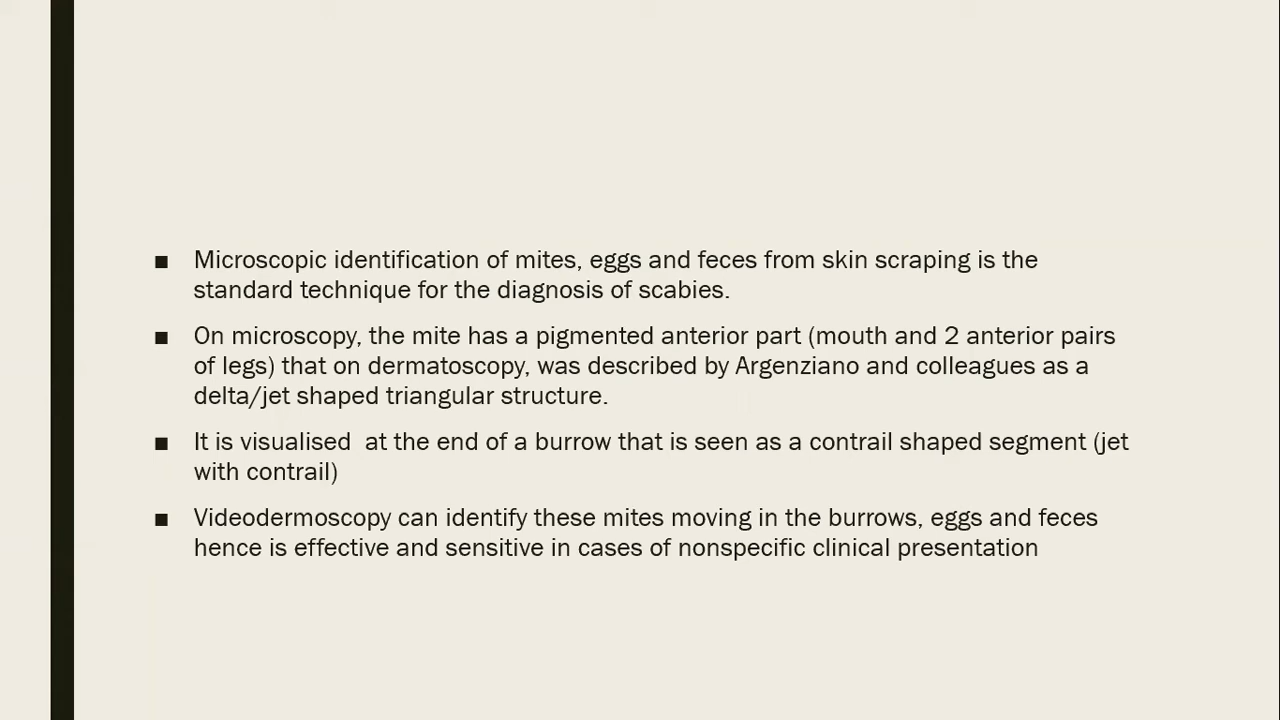 ▪ Microscopic identification of mites, eggs and feces from skin scraping is the
standard technique for the diagnosis of scabies.
▪ On microscopy, the mite has a pigmented anterior part (mouth and 2 anterior pairs
of legs) that on dermatoscopy, was described by Argenziano and colleagues as a
delta/jet shaped triangular structure.
▪ It is visualised  at the end of a burrow that is seen as a contrail shaped segment (jet
with contrail)
▪ Videodermoscopy can identify these mites moving in the burrows, eggs and feces
hence is effective and sensitive in cases of nonspecific clinical presentation